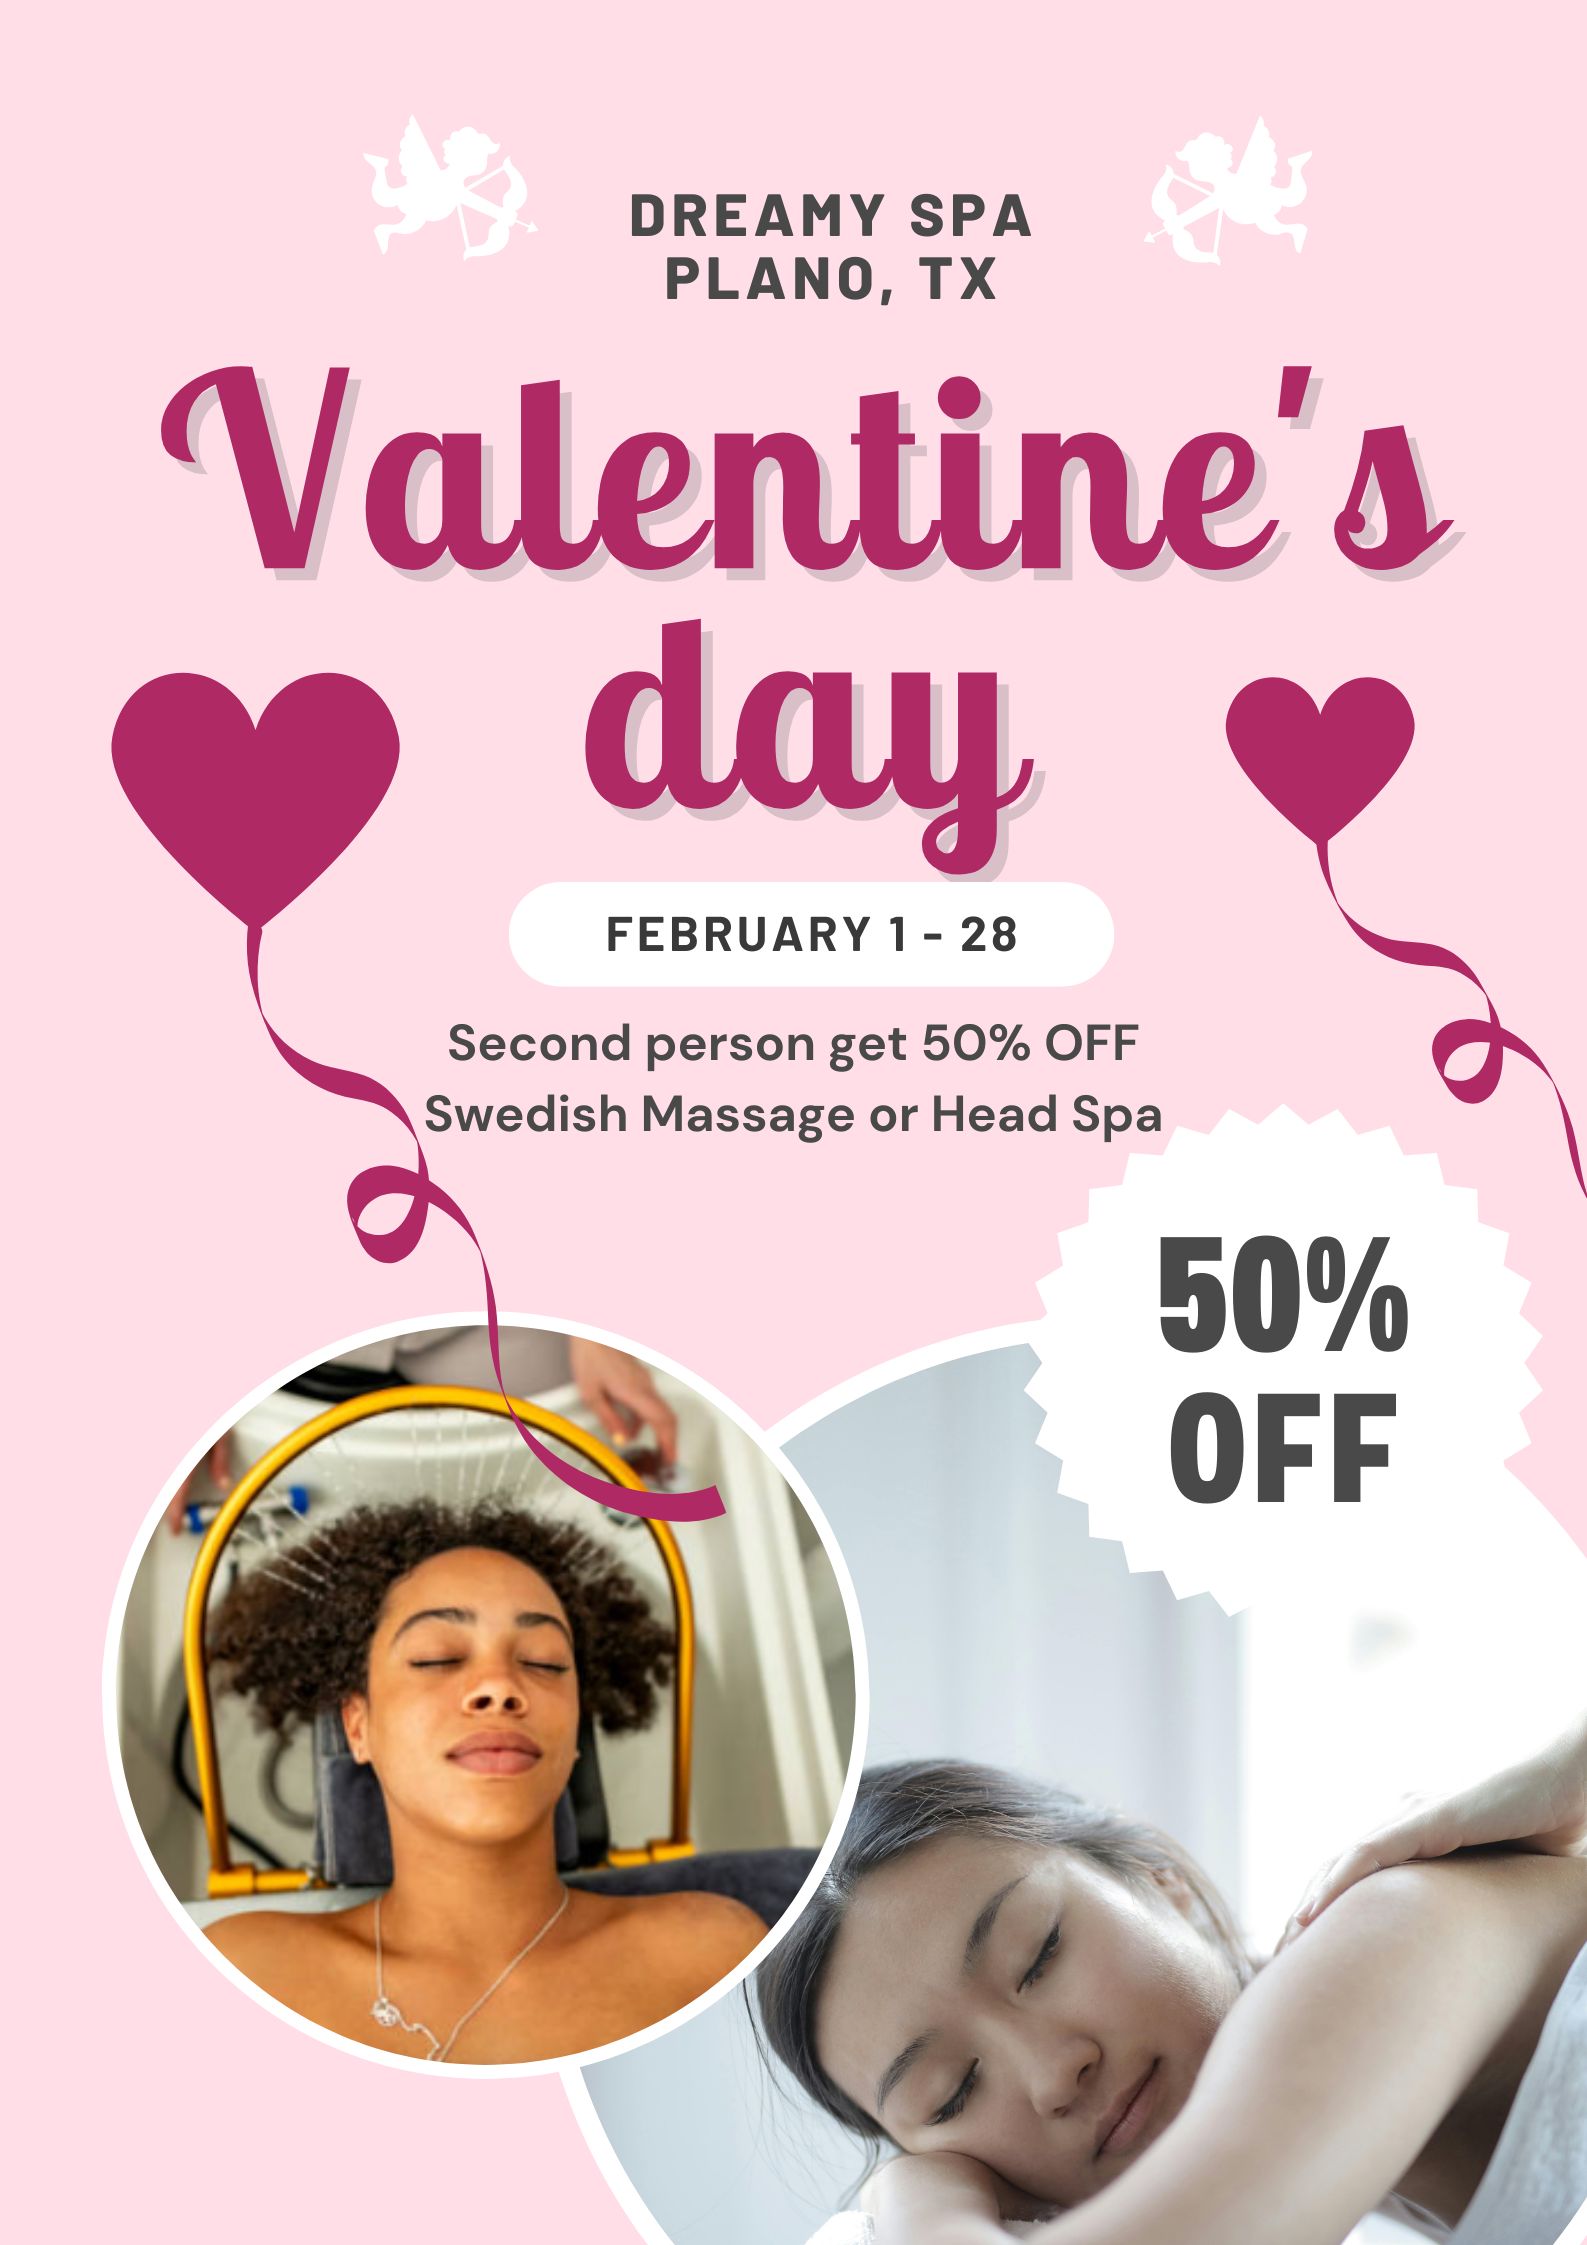 DREAMY SPA
PLANO, TX
Valentine's
day
FEBRUARY 1 - 28
Second person get 50% OFF
Swedish Massage or Head Spa
50%
OFF